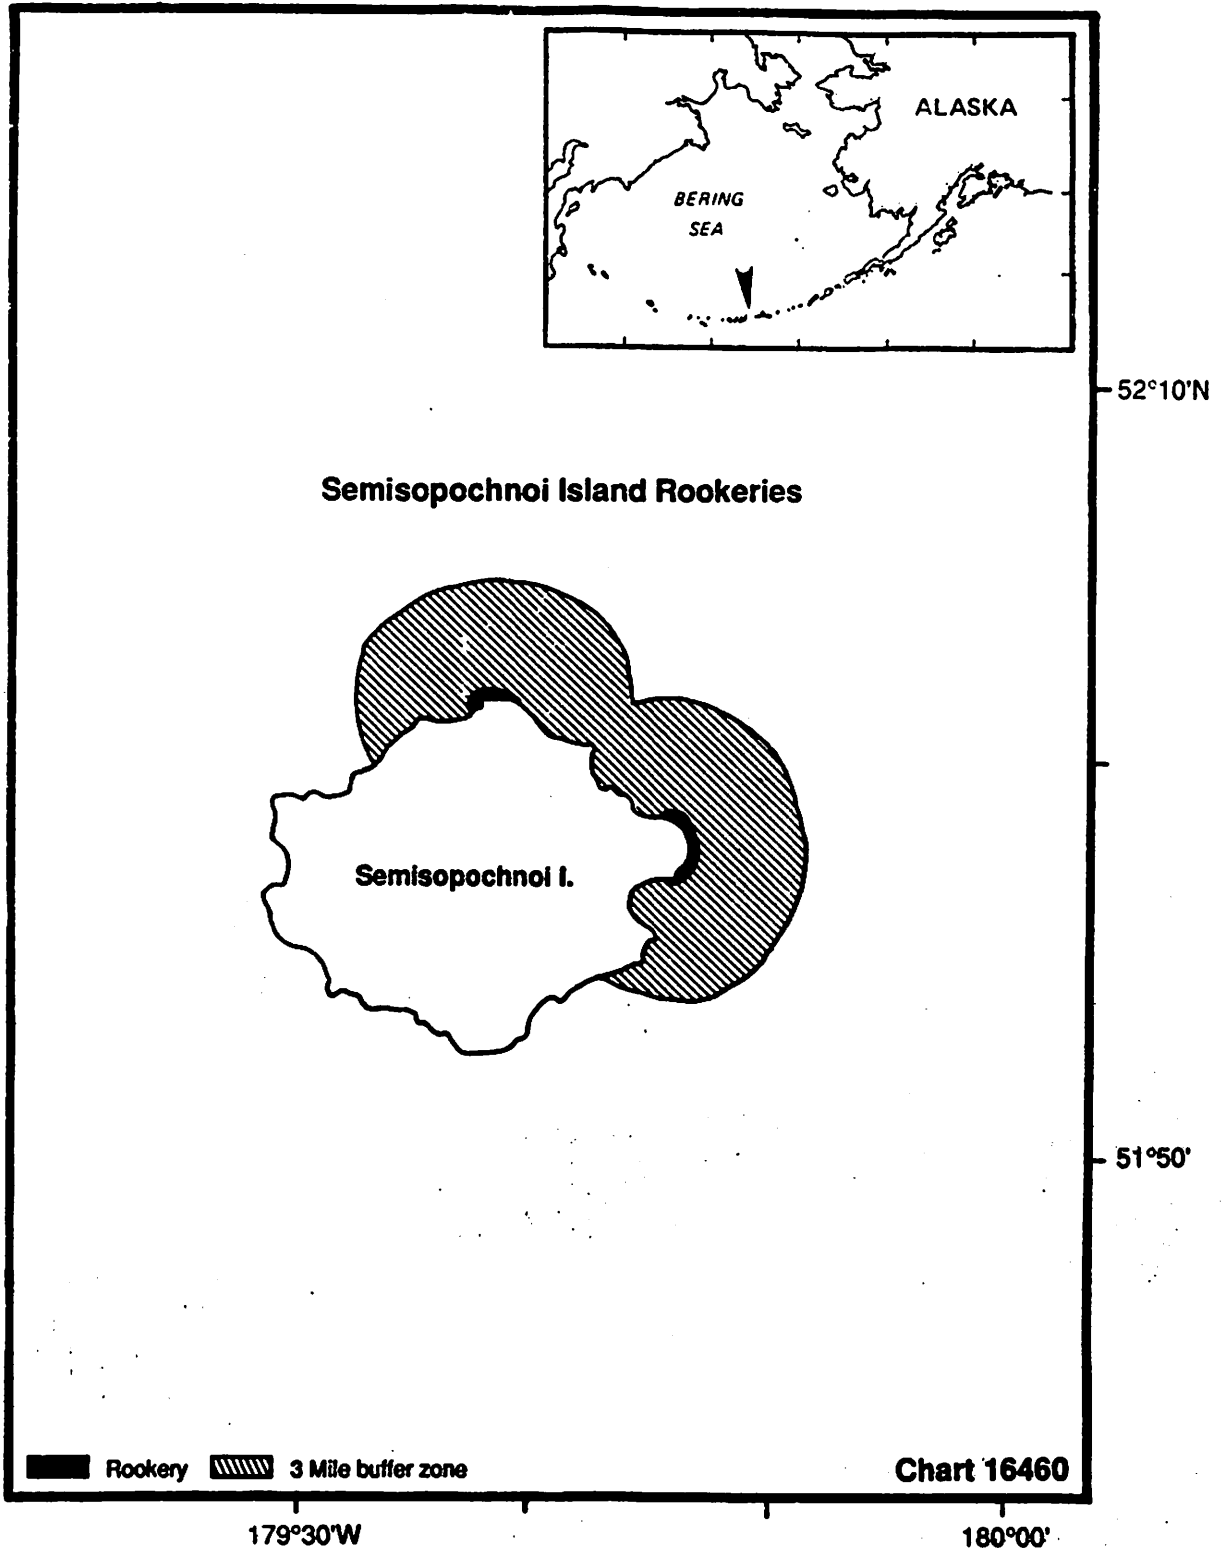 ALASKA
BERING
SEA
52°10'N
Semisopochnoi Island Rookeries
Semisopochnoi I.
51°50'
Rookery 3 Mile buffer zone Chart 16460
179°30'W 180°00'